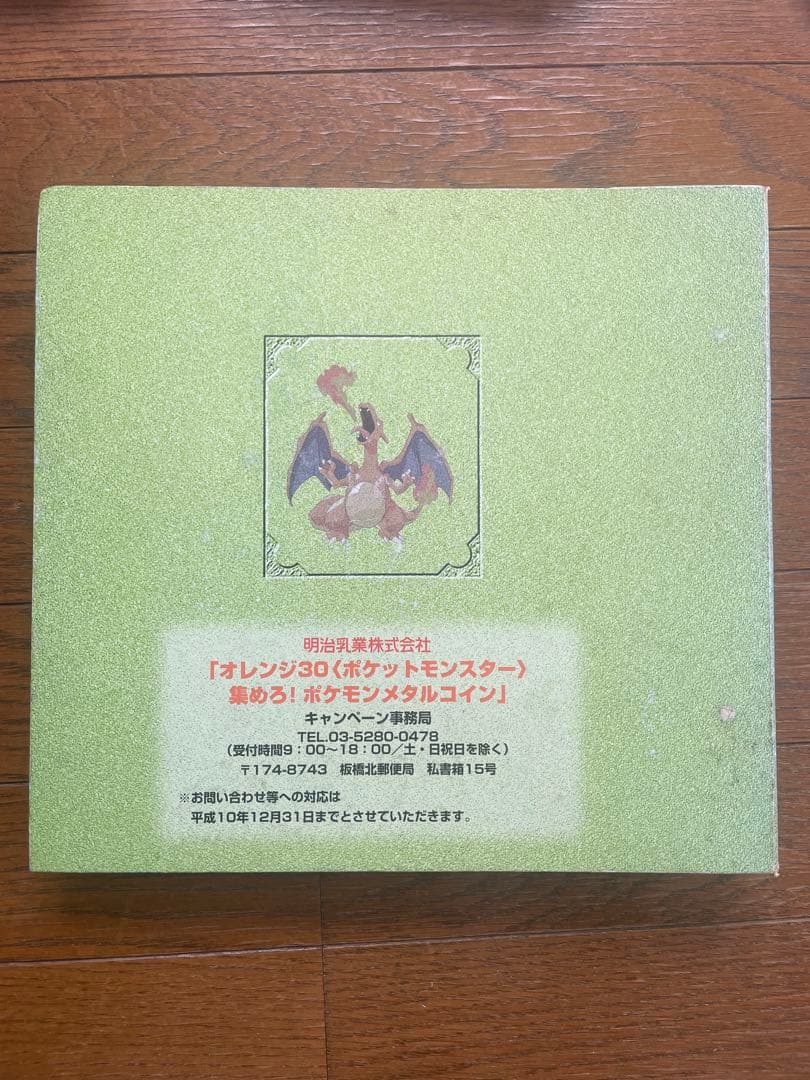 明治乳業株式会社
「オレンジ30〈ポケットモンスター〉
集めろ！ポケモンメタルコイン」
キャンペーン事務局
TEL.03-5280-0478
（受付時間9：00〜18：00／土・日祝日を除く）
〒174-8743 板橋北郵便局 私書箱15号
※お問い合わせ等への対応は
平成10年12月31日までとさせていただきます。